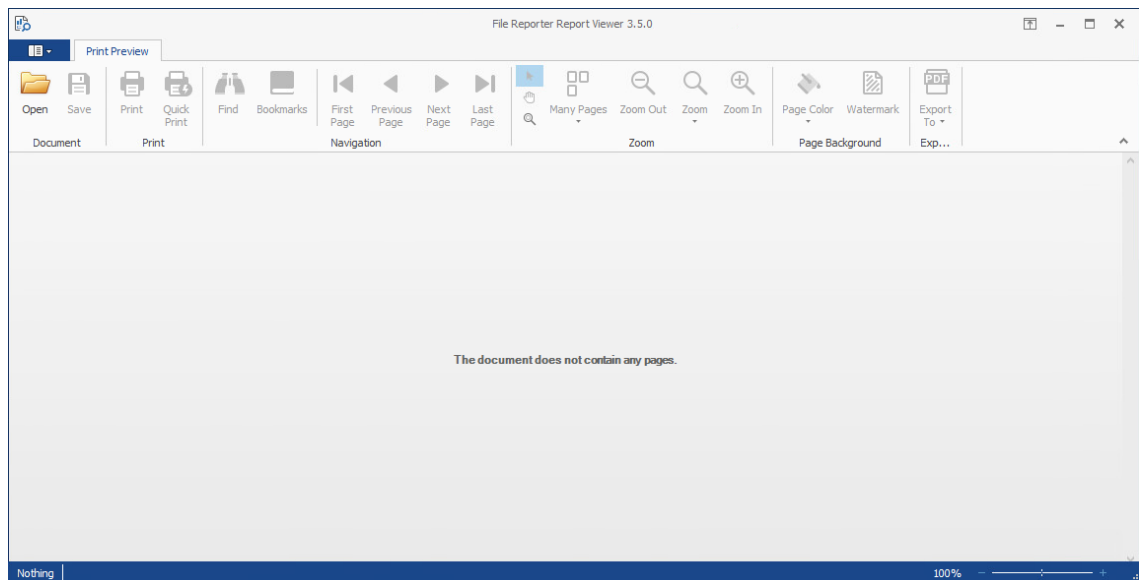 File Reporter Report Viewer 3.5.0
Print Preview
Open
Save
Print
Quick
Print
Find
Bookmarks
First
Page
Previous
Page
Next
Page
Last
Page
Many Pages
Zoom Out
Zoom
Zoom In
Page Color
Watermark
PDF
Export
To
Document
Print
Navigation
Zoom
Page Background
Exp...
The document does not contain any pages.
Nothing
100%